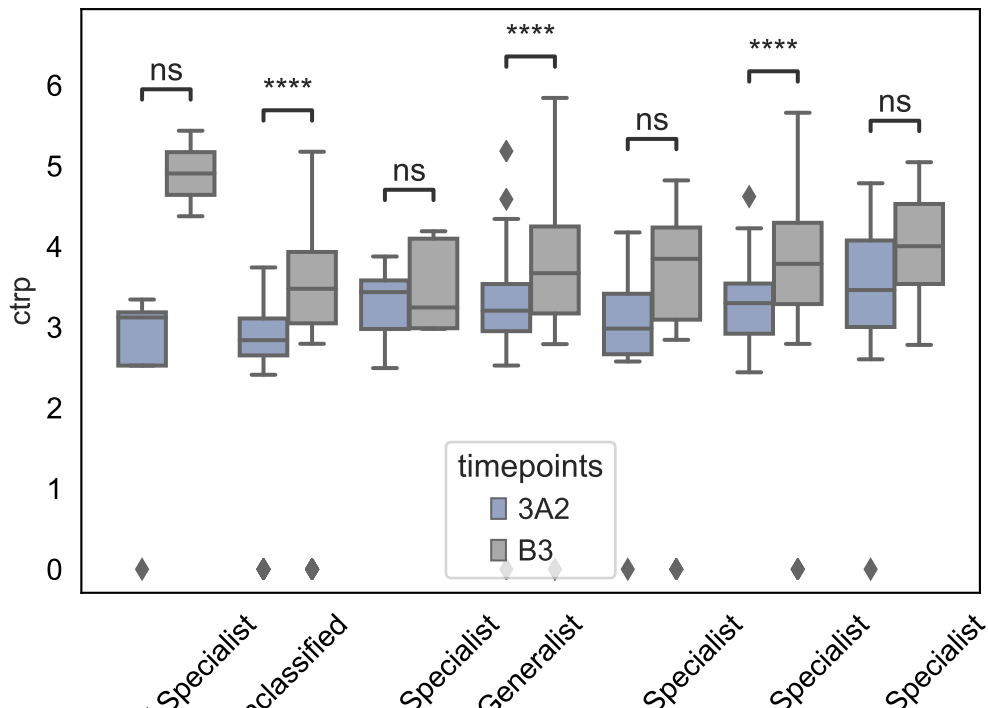 ****
****
****
ns
ns
ns
ns
6
5
4
3
2
1
0
ctrp
timepoints
3A2
B3
Specialist
Specialist
Generalist
Specialist
Specialist
Specialist